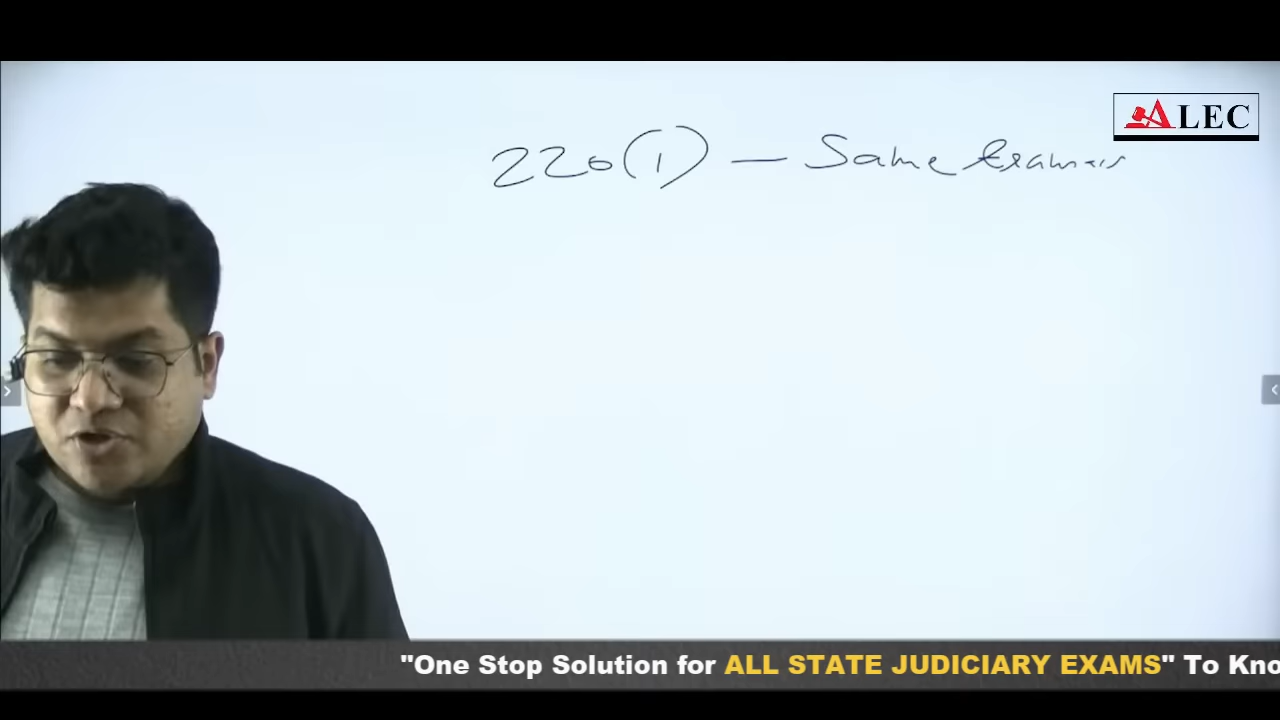 ALEC
220(1) — Same
"One Stop Solution for ALL STATE JUDICIARY EXAMS" To Kno